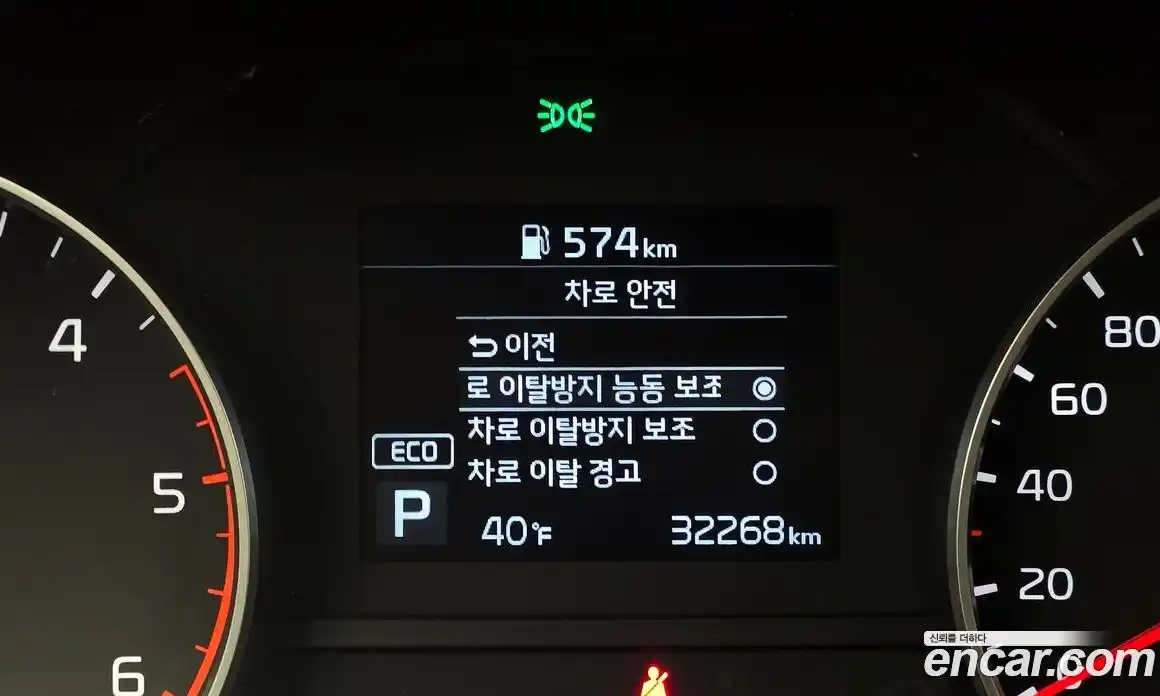 574km
차로 안전
이전
로 이탈방지 능동 보조
차로 이탈방지 보조
차로 이탈 경고
ECO
P
40°F
32268km
4
5
6
80
60
40
20
신뢰를 더하다
encar.com